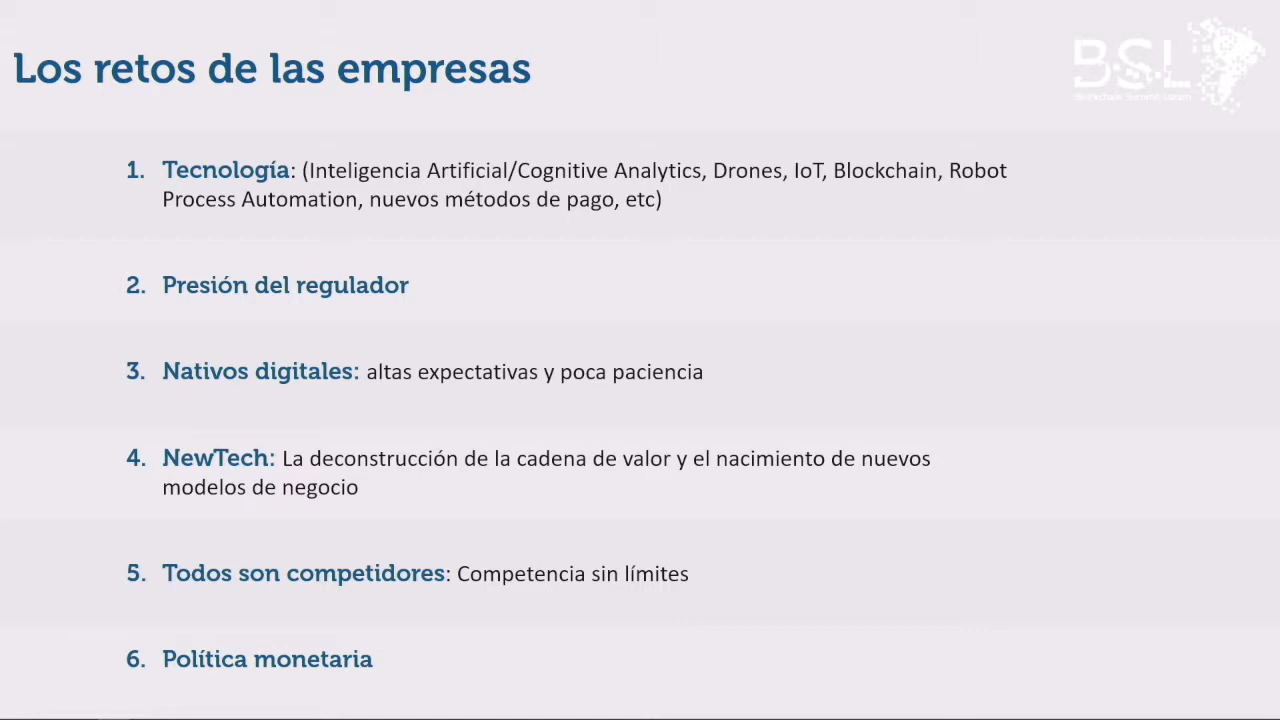 Los retos de las empresas
BSL
Blockchain Summit Latam
1. Tecnología: (Inteligencia Artificial/Cognitive Analytics, Drones, IoT, Blockchain, Robot
Process Automation, nuevos métodos de pago, etc)
2. Presión del regulador
3. Nativos digitales: altas expectativas y poca paciencia
4. NewTech: La deconstrucción de la cadena de valor y el nacimiento de nuevos
modelos de negocio
5. Todos son competidores: Competencia sin límites
6. Política monetaria